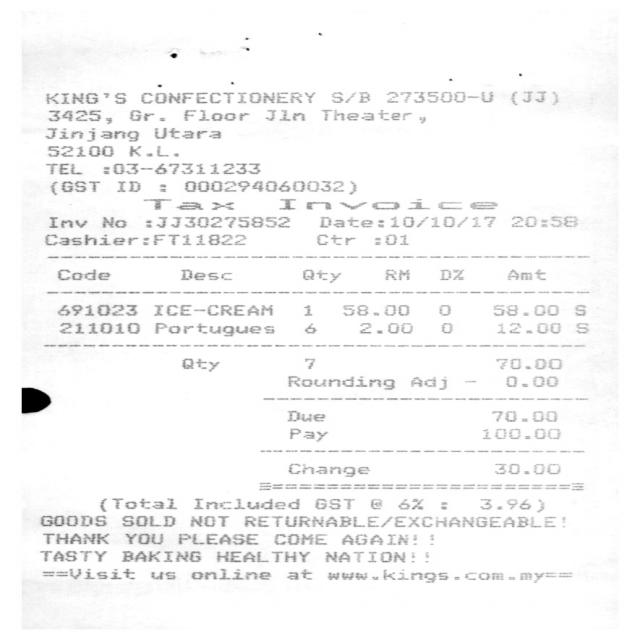 KING'S CONFECTIONERY S/B 273500-U (JJ)
3425, Gr. Floor Jln Theater,
Jinjang Utara
52100 K.L.
TEL :03-67311233
(GST ID : 000294060032)
Tax Invoice
Inv No :JJ30275852 Date:10/10/17 20:58
Cashier:FT11822 Ctr :01
Code Desc Qty RM D% Amt
691023 ICE-CREAM 1 58.00 0 58.00 S
211010 Portugues 6 2.00 0 12.00 S
Qty 7 70.00
Rounding Adj - 0.00
Due 70.00
Pay 100.00
Change 30.00
(Total Included GST @ 6% : 3.96)
GOODS SOLD NOT RETURNABLE/EXCHANGEABLE!
THANK YOU PLEASE COME AGAIN!!
TASTY BAKING HEALTHY NATION!!
==Visit us online at www.kings.com.my==